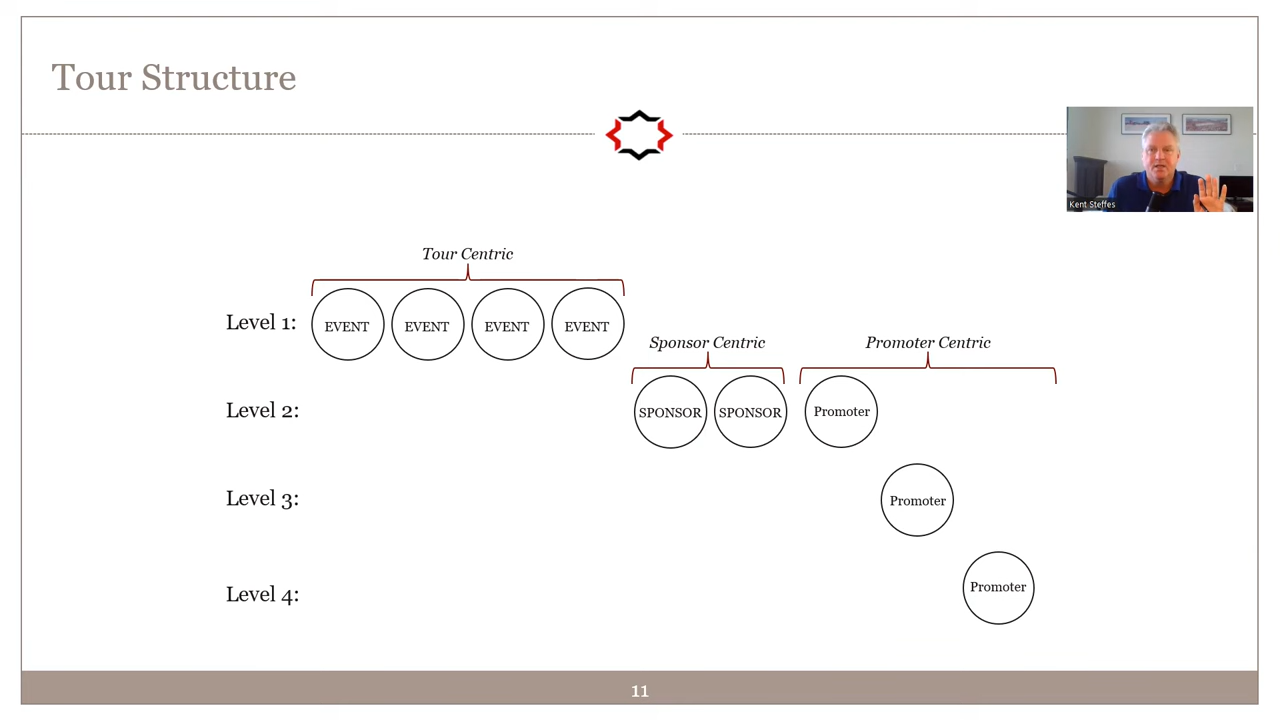 Tour Structure
Kent Steffes
Tour Centric
Level 1:
EVENT EVENT EVENT EVENT
Sponsor Centric Promoter Centric
Level 2:
SPONSOR SPONSOR Promoter
Level 3:
Promoter
Level 4:
Promoter
11